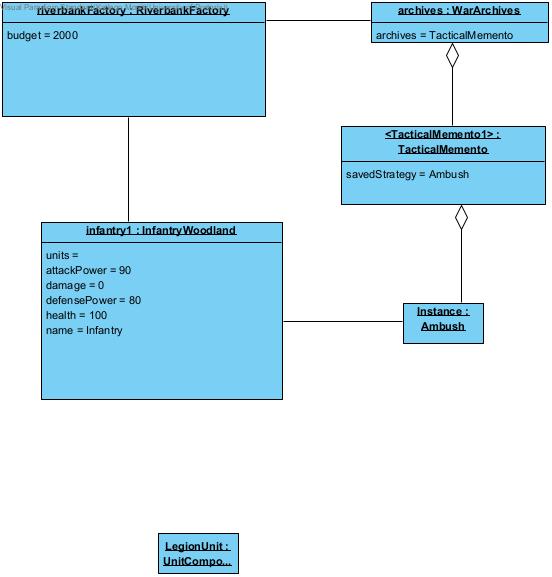 riverbankFactory : RiverbankFactory
budget = 2000
archives : WarArchives
archives = TacticalMemento
<TacticalMemento1> :
TacticalMemento
savedStrategy = Ambush
infantry1 : InfantryWoodland
units =
attackPower = 90
damage = 0
defensePower = 80
health = 100
name = Infantry
Instance :
Ambush
LegionUnit :
UnitCompo...